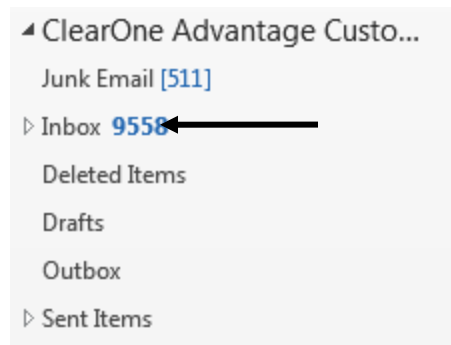 ClearOne Advantage Custo...
Junk Email [511]
Inbox 9558
Deleted Items
Drafts
Outbox
Sent Items